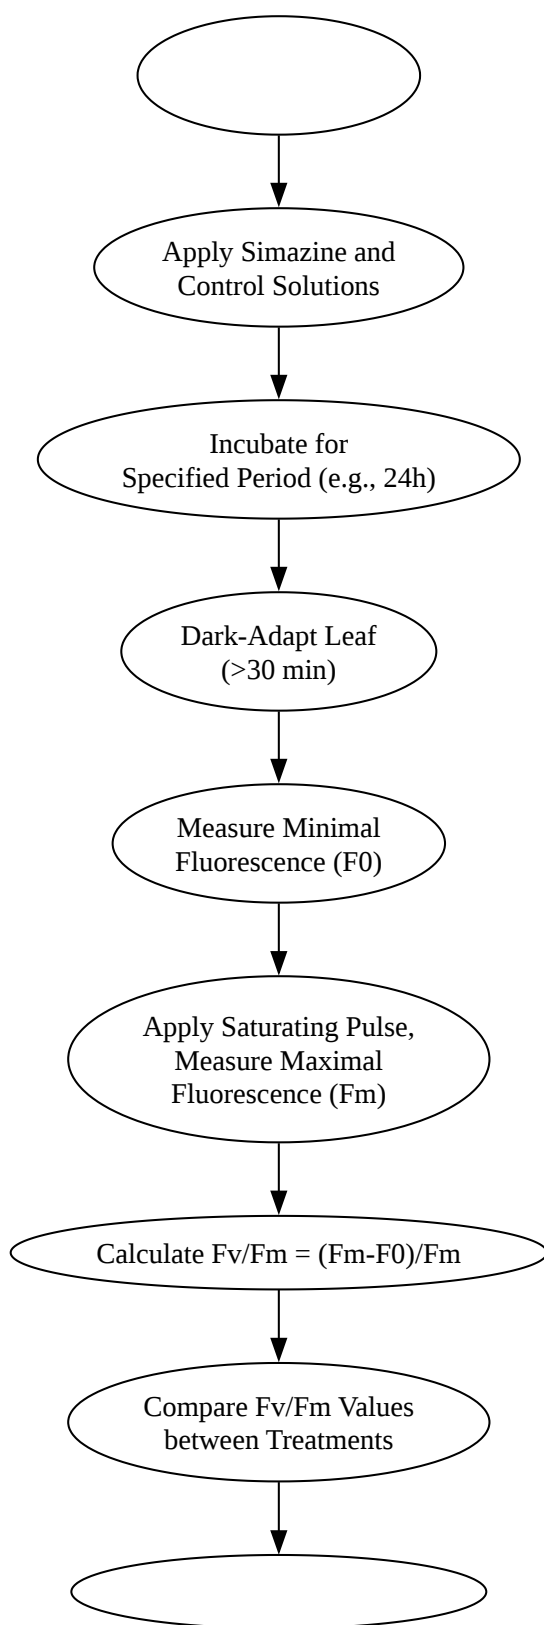 Apply Simazine and
Control Solutions
Incubate for
Specified Period (e.g., 24h)
Dark-Adapt Leaf
(>30 min)
Measure Minimal
Fluorescence (F0)
Apply Saturating Pulse,
Measure Maximal
Fluorescence (Fm)
Calculate Fv/Fm = (Fm-F0)/Fm
Compare Fv/Fm Values
between Treatments